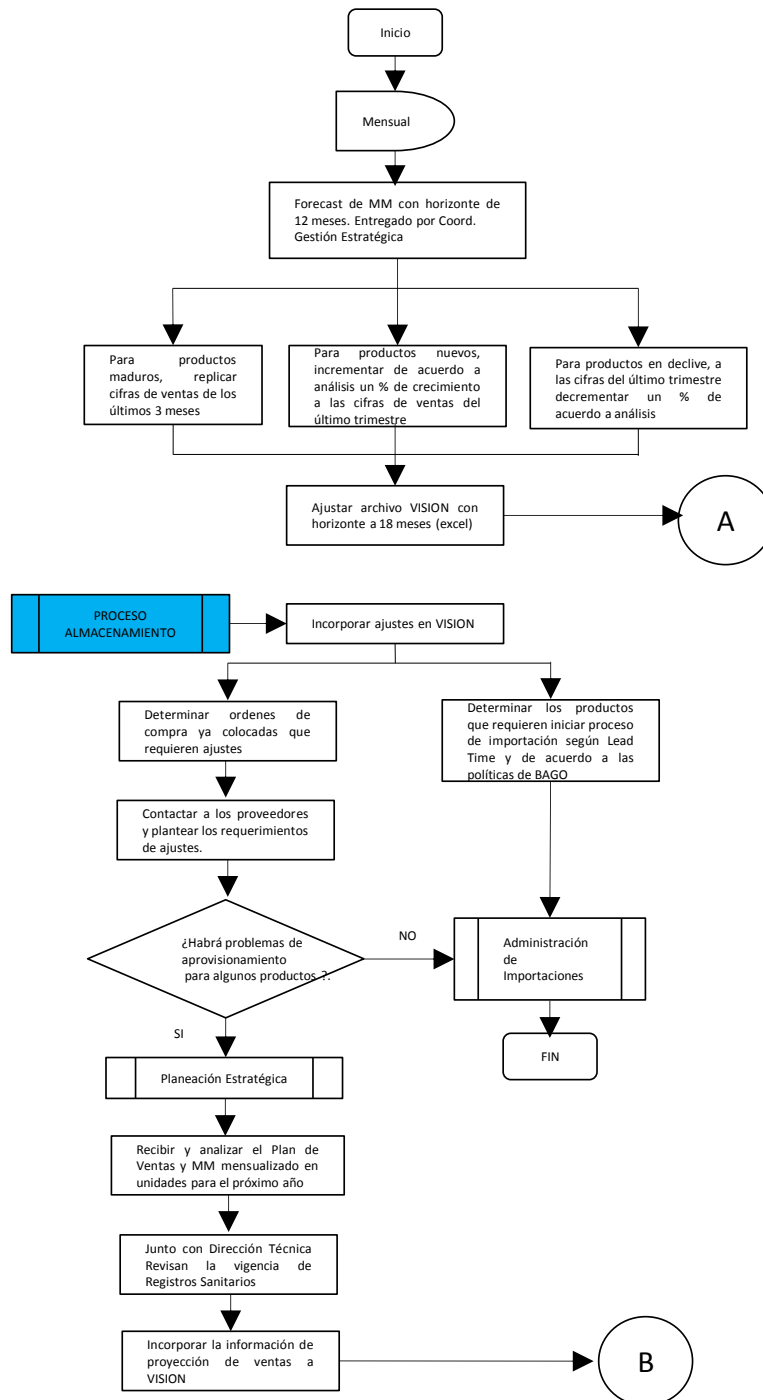 Inicio
Mensual
Forecast de MM con horizonte de
12 meses. Entregado por Coord.
Gestión Estratégica
Para productos
maduros, replicar
cifras de ventas de los
últimos 3 meses
Para productos nuevos,
incrementar de acuerdo a
análisis un % de crecimiento
a las cifras de ventas del
último trimestre
Para productos en declive, a
las cifras del último trimestre
decrementar un % de
acuerdo a análisis
Ajustar archivo VISION con
horizonte a 18 meses (excel)
A
PROCESO
ALMACENAMIENTO
Incorporar ajustes en VISION
Determinar ordenes de
compra ya colocadas que
requieren ajustes
Determinar los productos
que requieren iniciar proceso
de importación según Lead
Time y de acuerdo a las
políticas de BAGO
Contactar a los proveedores
y plantear los requerimientos
de ajustes.
¿Habrá problemas de
aprovisionamiento
para algunos productos ?.
NO
Administración
de
Importaciones
SI
FIN
Planeación Estratégica
Recibir y analizar el Plan de
Ventas y MM mensualizado en
unidades para el próximo año
Junto con Dirección Técnica
Revisan la vigencia de
Registros Sanitarios
Incorporar la información de
proyección de ventas a
VISION
B